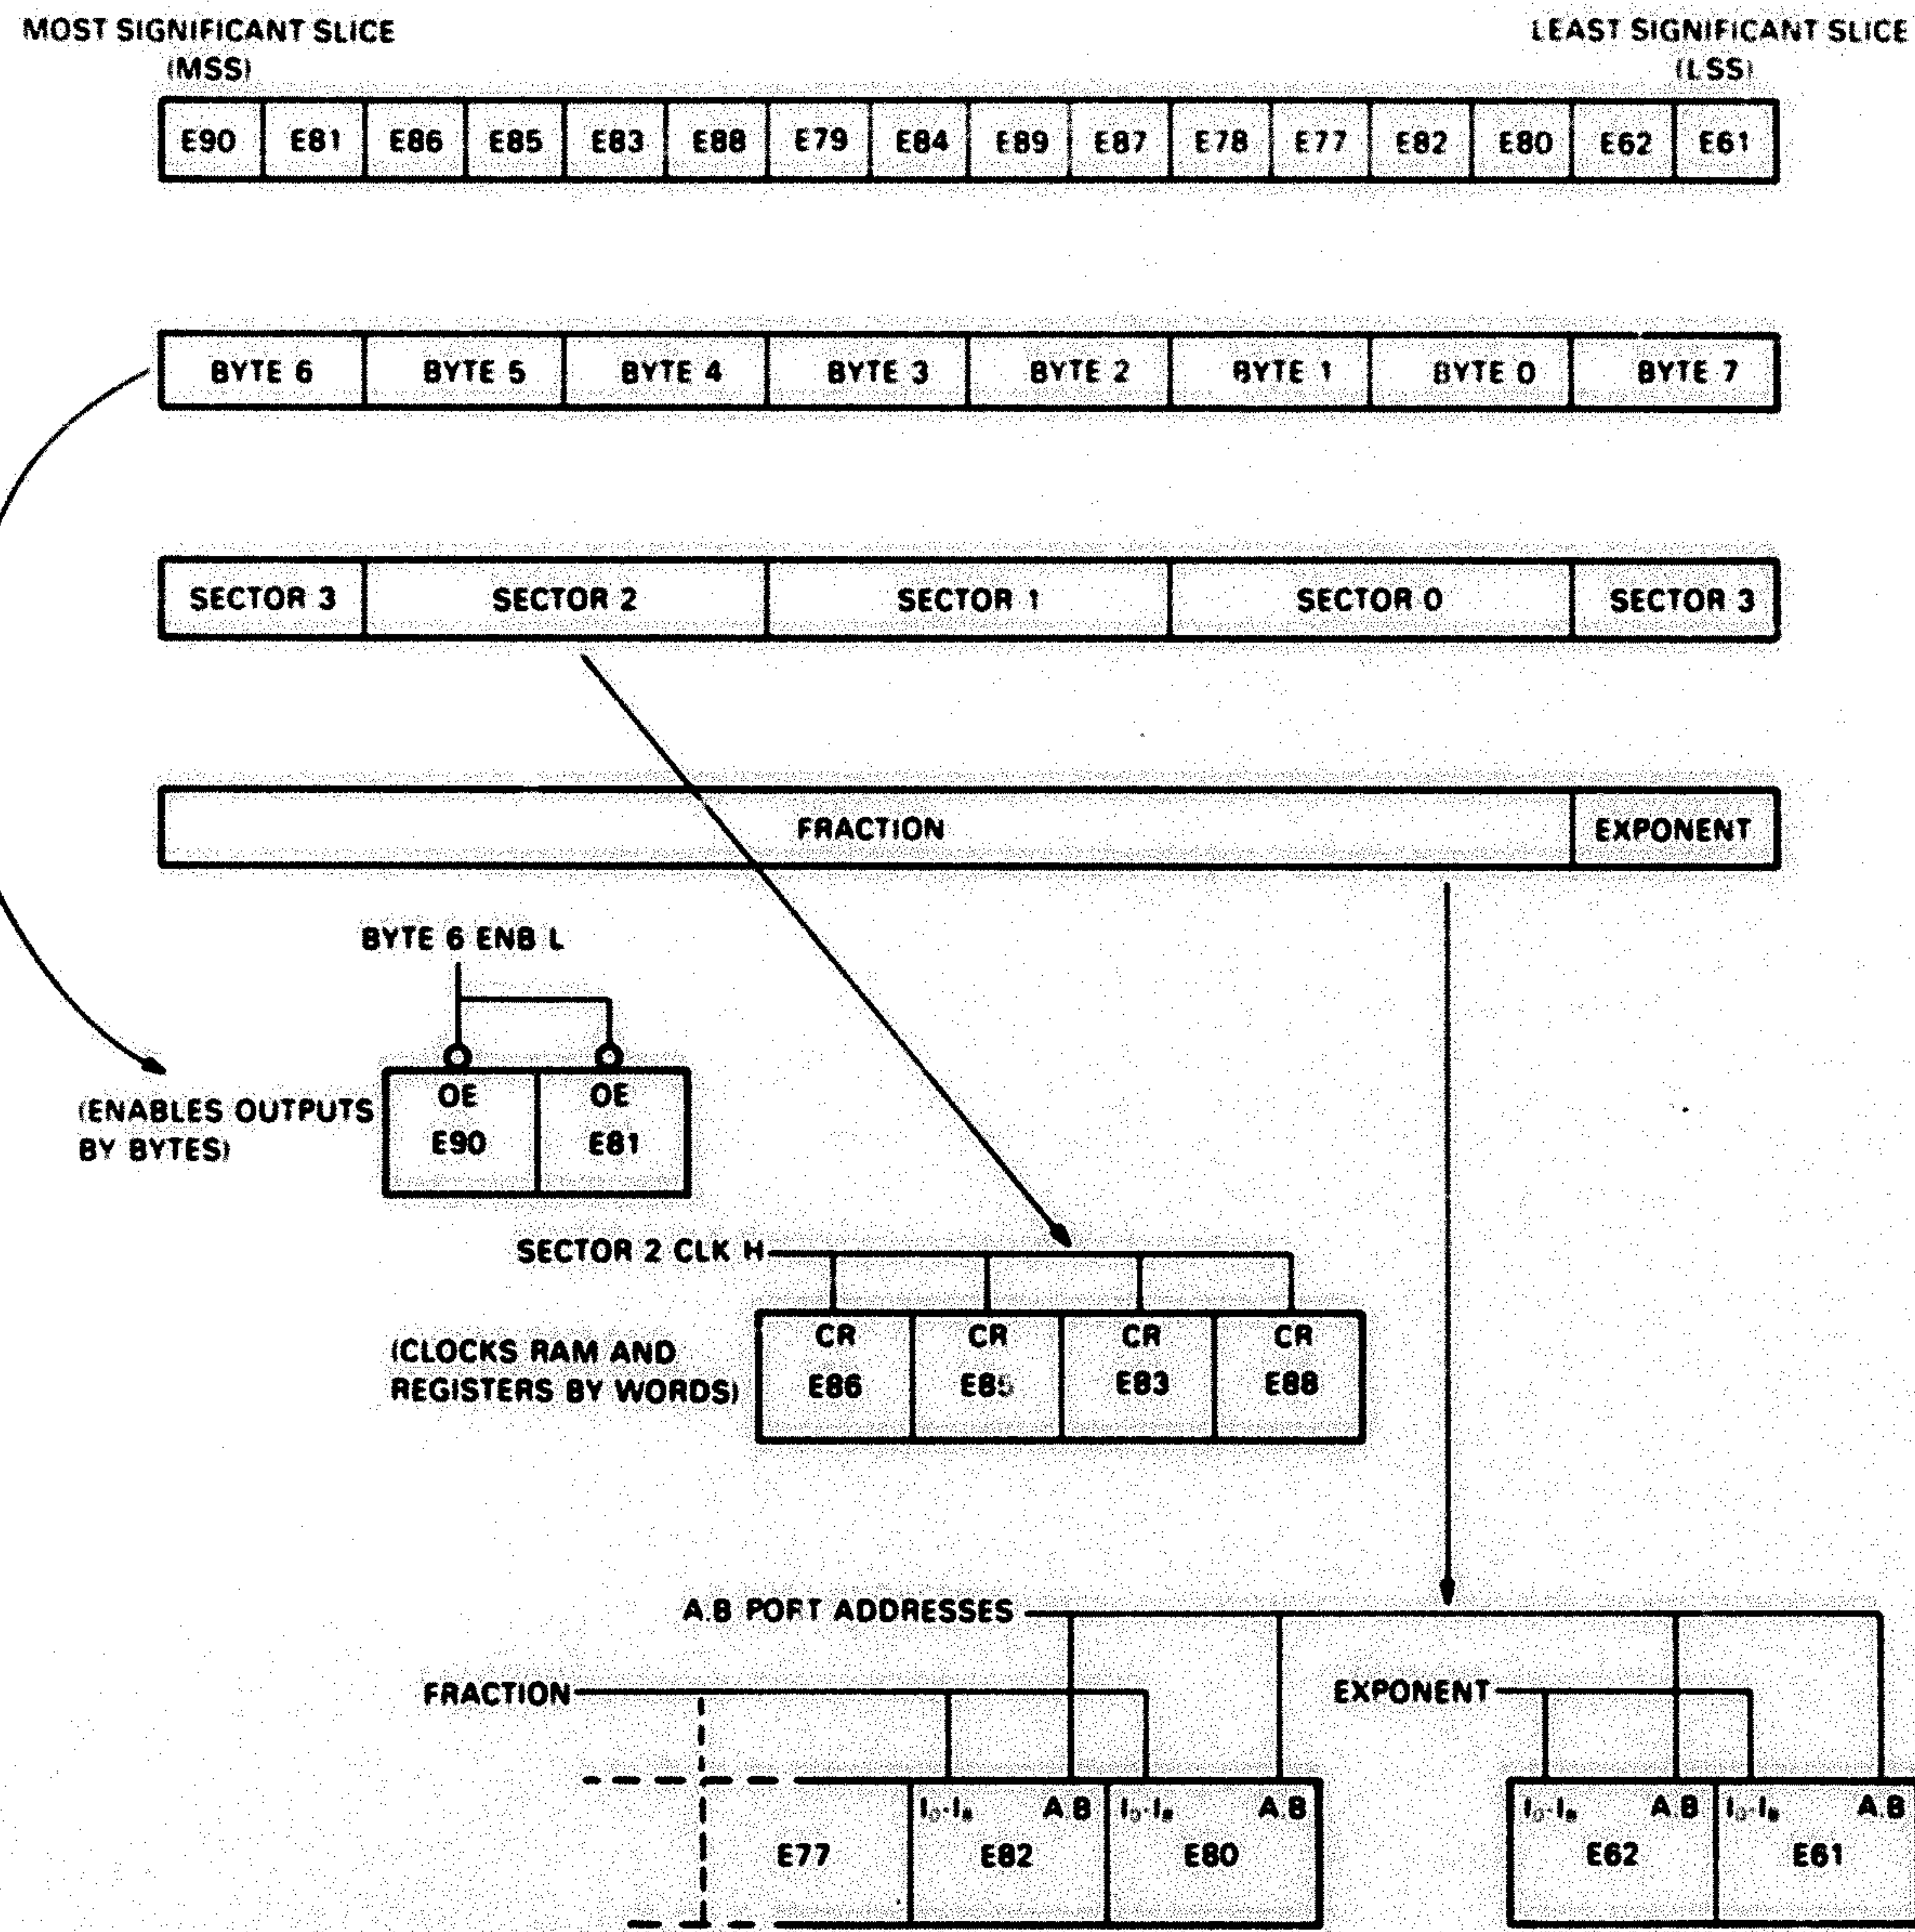 MOST SIGNIFICANT SLICE
(MSS)
LEAST SIGNIFICANT SLICE
(LSS)
E90 E81 E86 E85 E83 E88 E79 E84 E89 E87 E78 E77 E82 E80 E62 E61
BYTE 6 BYTE 5 BYTE 4 BYTE 3 BYTE 2 BYTE 1 BYTE 0 BYTE 7
SECTOR 3 SECTOR 2 SECTOR 1 SECTOR 0 SECTOR 3
FRACTION EXPONENT
BYTE 6 ENB L
(ENABLES OUTPUTS
BY BYTES)
OE OE
E90 E81
SECTOR 2 CLK H
(CLOCKS RAM AND
REGISTERS BY WORDS)
CR CR CR CR
E86 E85 E83 E88
A.B PORT ADDRESSES
FRACTION
EXPONENT
I₀-I₈ A.B I₀-I₈ A.B I₀-I₈ A.B I₀-I₈ A.B
E77 E82 E80 E62 E61